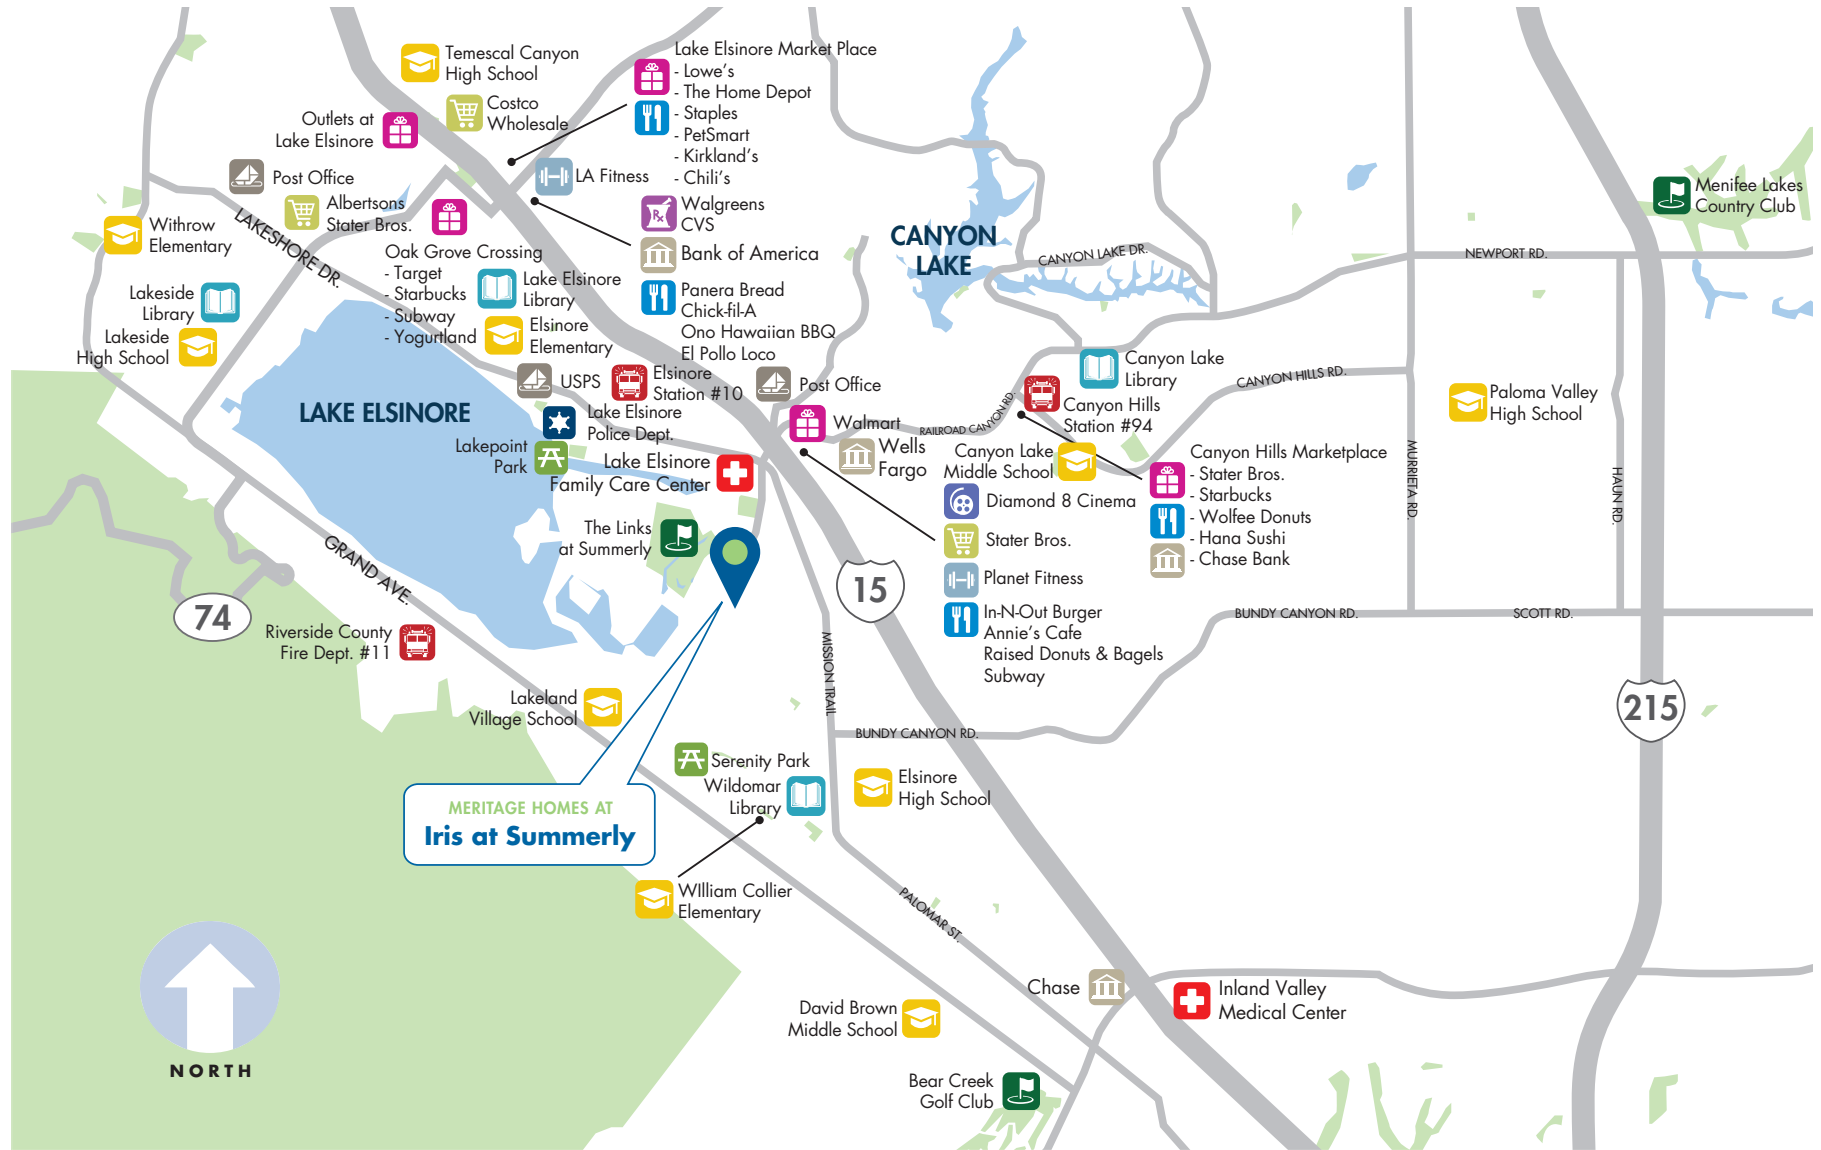 Temescal Canyon
High School
Costco
Wholesale
Outlets at
Lake Elsinore
Lake Elsinore Market Place
- Lowe's
- The Home Depot
- Staples
- PetSmart
- Kirkland's
- Chili's
LA Fitness
Post Office
Albertsons
Stater Bros.
Walgreens
CVS
Bank of America
Panera Bread
Chick-fil-A
Ono Hawaiian BBQ
El Pollo Loco
Withrow
Elementary
LAKESHORE DR.
Oak Grove Crossing
- Target
- Starbucks
- Subway
- Yogurtland
Lake Elsinore
Library
Elsinore
Elementary
Lakeside
Library
Lakeside
High School
USPS
Elsinore
Station #10
Post Office
LAKE ELSINORE
Lake Elsinore
Police Dept.
Lakepoint
Park
Lake Elsinore
Family Care Center
Walmart
Wells
Fargo
The Links
at Summerly
CANYON
LAKE
CANYON LAKE DR.
NEWPORT RD.
Menifee Lakes
Country Club
Canyon Lake
Library
CANYON HILLS RD.
RAILROAD CANYON RD.
Canyon Hills
Station #94
Paloma Valley
High School
MURRIETA RD.
HAUN RD.
Canyon Lake
Middle School
Canyon Hills Marketplace
- Stater Bros.
- Starbucks
- Wolfee Donuts
- Hana Sushi
- Chase Bank
Diamond 8 Cinema
Stater Bros.
Planet Fitness
In-N-Out Burger
Annie's Cafe
Raised Donuts & Bagels
Subway
15
74
215
GRAND AVE.
Riverside County
Fire Dept. #11
BUNDY CANYON RD.
SCOTT RD.
MISSION TRAIL
Lakeland
Village School
BUNDY CANYON RD.
Serenity Park
Wildomar
Library
Elsinore
High School
MERITAGE HOMES AT
Iris at Summerly
WIlliam Collier
Elementary
PALOMAR ST.
NORTH
Chase
Inland Valley
Medical Center
David Brown
Middle School
Bear Creek
Golf Club